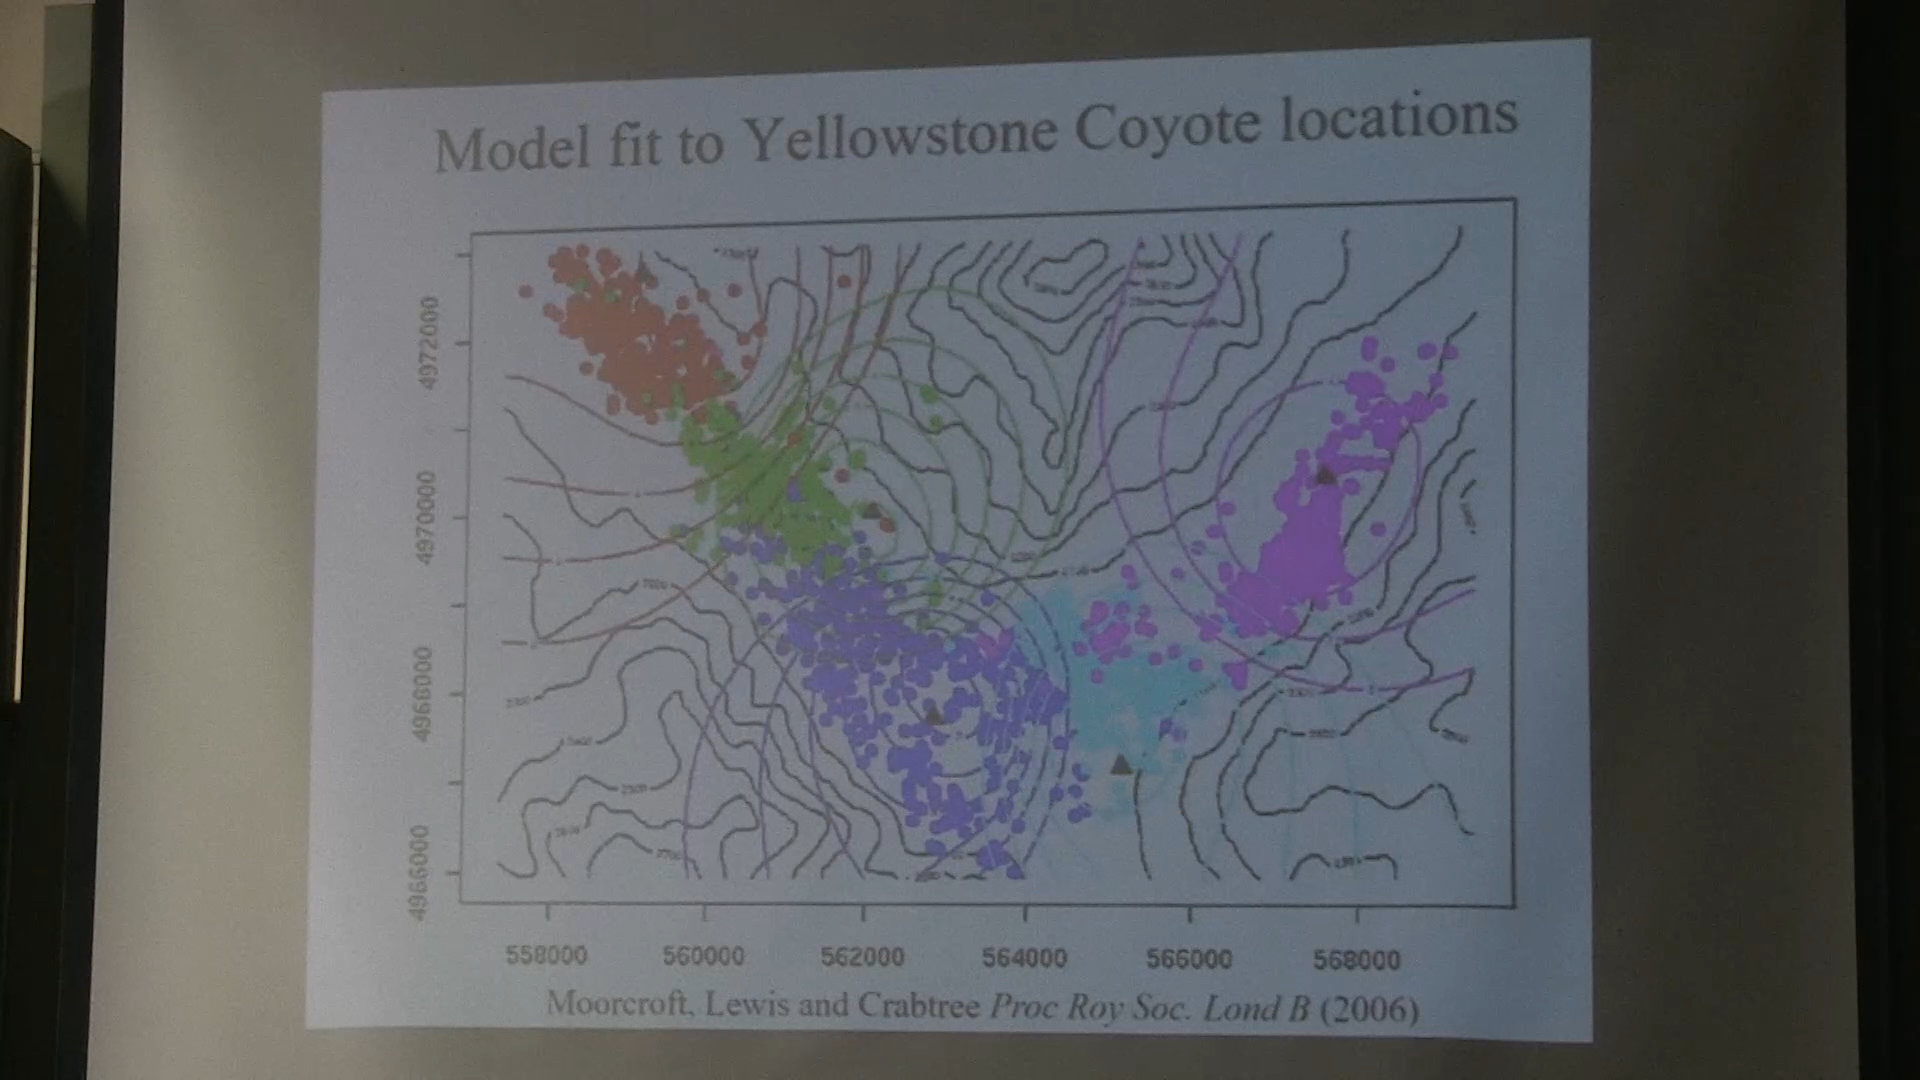 Model fit to Yellowstone Coyote locations
4972000
4970000
4968000
4966000
558000 560000 562000 564000 566000 568000
Moorcroft, Lewis and Crabtree Proc Roy Soc. Lond B (2006)